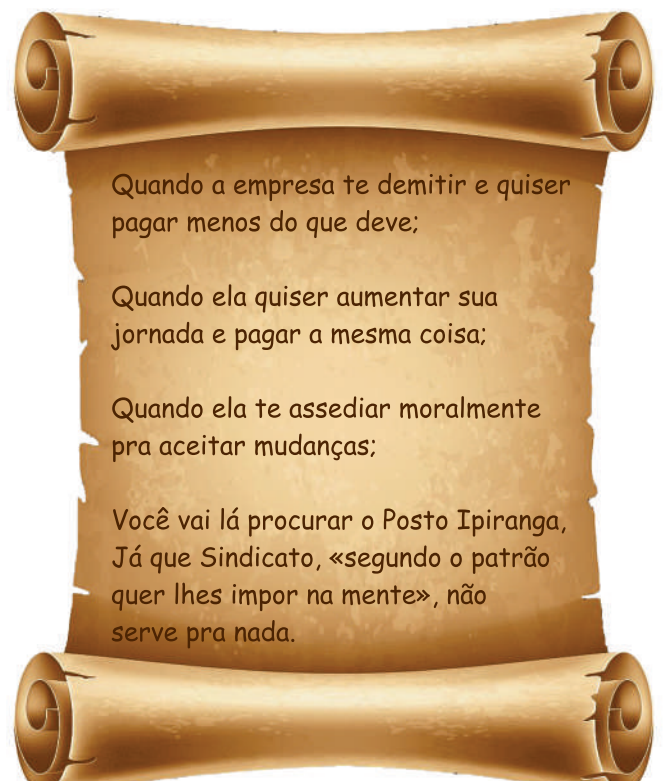 Quando a empresa te demitir e quiser
pagar menos do que deve;
Quando ela quiser aumentar sua
jornada e pagar a mesma coisa;
Quando ela te assediar moralmente
pra aceitar mudanças;
Você vai lá procurar o Posto Ipiranga,
Já que Sindicato, «segundo o patrão
quer lhes impor na mente», não
serve pra nada.